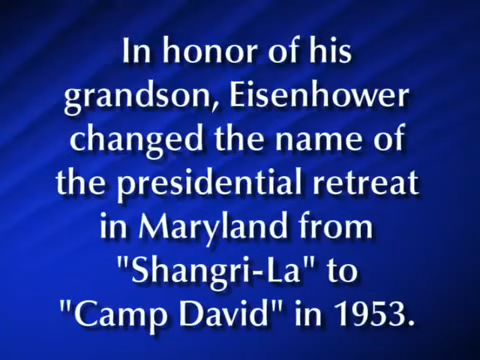 In honor of his
grandson, Eisenhower
changed the name of
the presidential retreat
in Maryland from
"Shangri-La" to
"Camp David" in 1953.